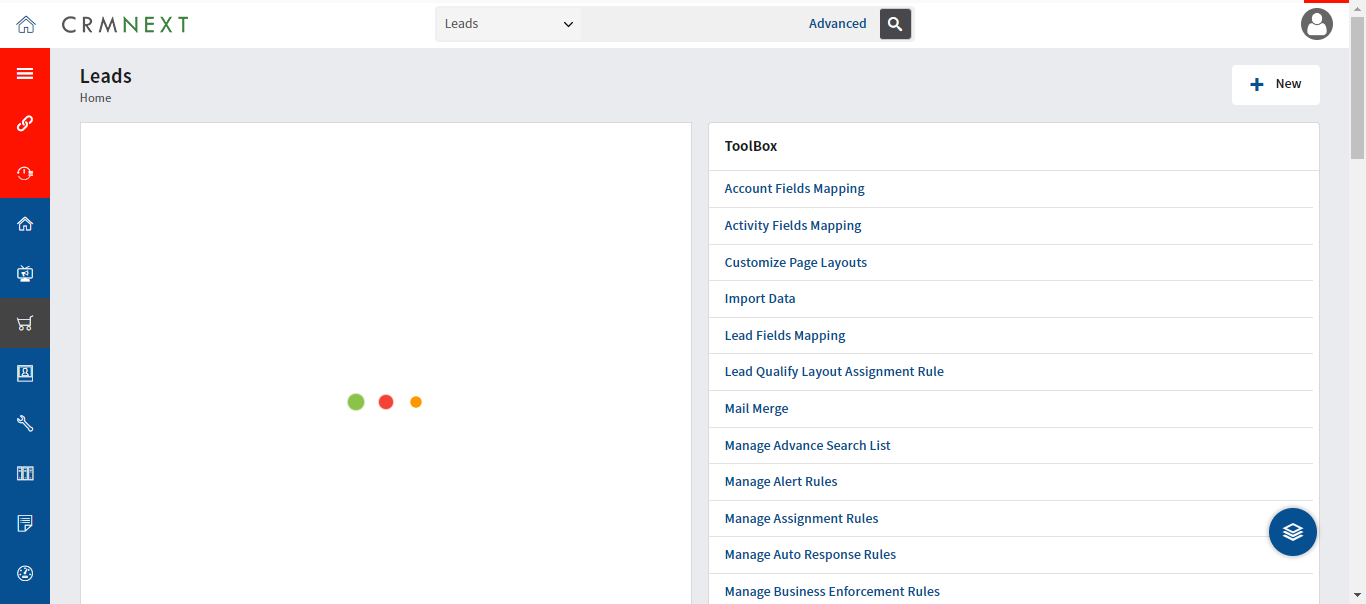 CRMNEXT
Leads
Advanced
Leads
Home
New
ToolBox
Account Fields Mapping
Activity Fields Mapping
Customize Page Layouts
Import Data
Lead Fields Mapping
Lead Qualify Layout Assignment Rule
Mail Merge
Manage Advance Search List
Manage Alert Rules
Manage Assignment Rules
Manage Auto Response Rules
Manage Business Enforcement Rules